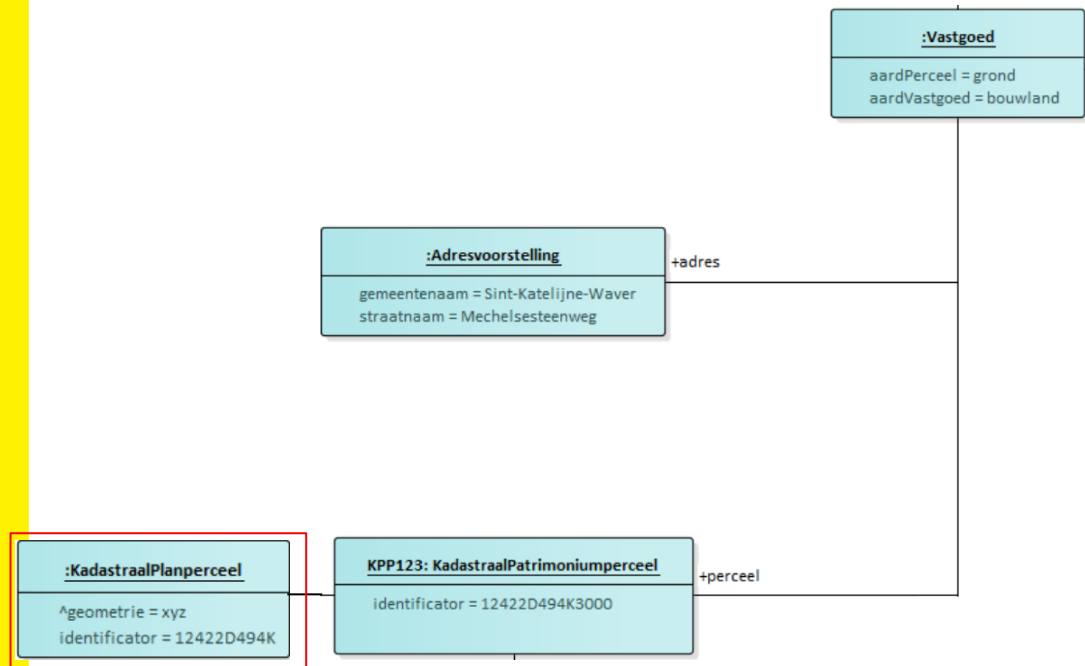 :Vastgoed
aardPerceel = grond
aardVastgoed = bouwland
:Adresvoorstelling
gemeentenaam = Sint-Katelijne-Waver
straatnaam = Mechelsesteenweg
+adres
:KadastraalPlanperceel
^geometrie = xyz
identificator = 12422D494K
KPP123: KadastraalPatrimoniumperceel
identificator = 12422D494K3000
+perceel